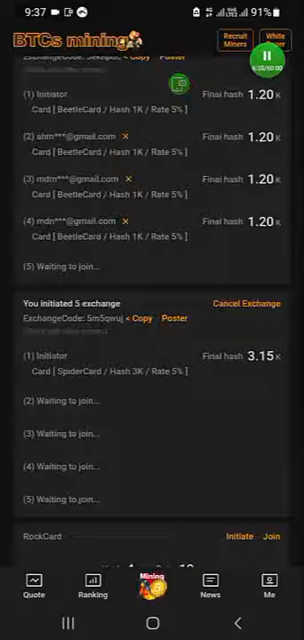 9:37
91%
BTCs mining
Recruit
Miners
White
Copy Poster
(1) Initiator Final hash 1.20 K
Card [ BeetleCard / Hash 1K / Rate 5% ]
(2) ahm***@gmail.com × Final hash 1.20 K
Card [ BeetleCard / Hash 1K / Rate 5% ]
(3) mdm***@gmail.com × Final hash 1.20 K
Card [ BeetleCard / Hash 1K / Rate 5% ]
(4) mdn***@gmail.com × Final hash 1.20 K
Card [ BeetleCard / Hash 1K / Rate 5% ]
(5) Waiting to join...
You initiated 5 exchange Cancel Exchange
ExchangeCode: 5m5qwuj < Copy Poster
(1) Initiator Final hash 3.15 K
Card [ SpiderCard / Hash 3K / Rate 5% ]
(2) Waiting to join...
(3) Waiting to join...
(4) Waiting to join...
(5) Waiting to join...
RockCard Initiate Join
Mining
Quote Ranking News Me